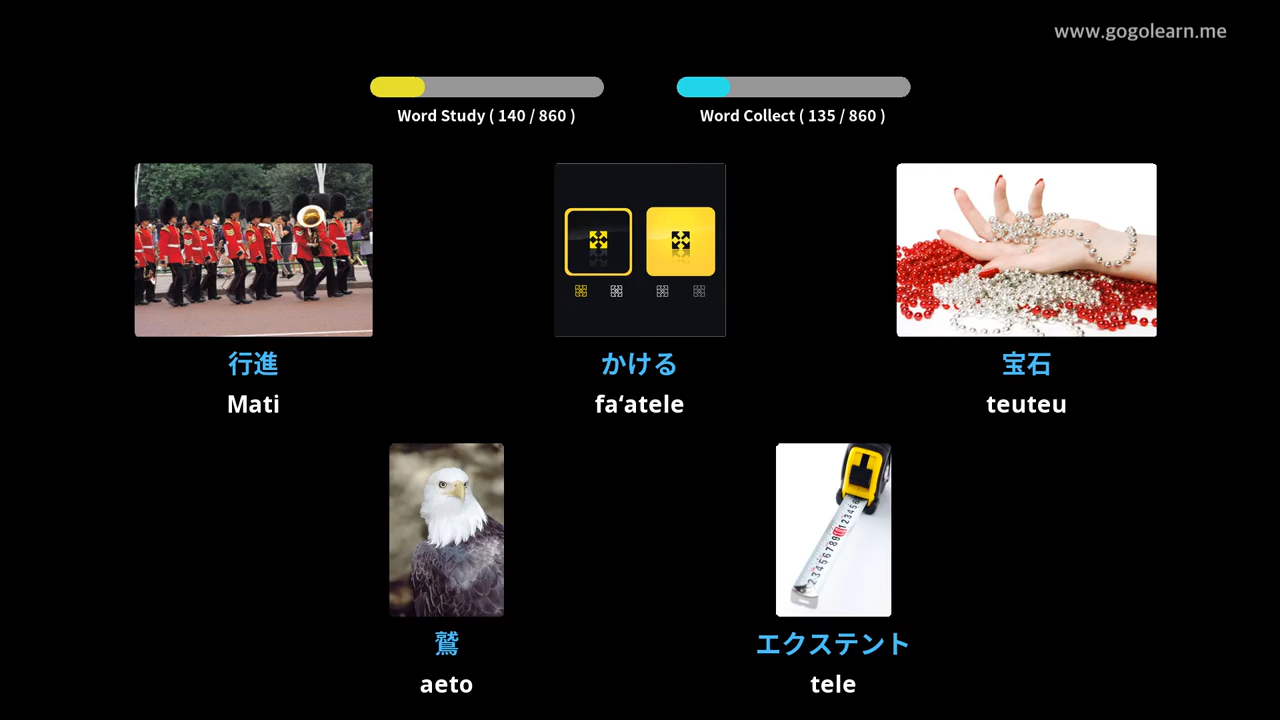 www.gogolearn.me
Word Study ( 140 / 860 )
Word Collect ( 135 / 860 )
行進
Mati
かける
fa‘atele
宝石
teuteu
鷲
aeto
エクステント
tele